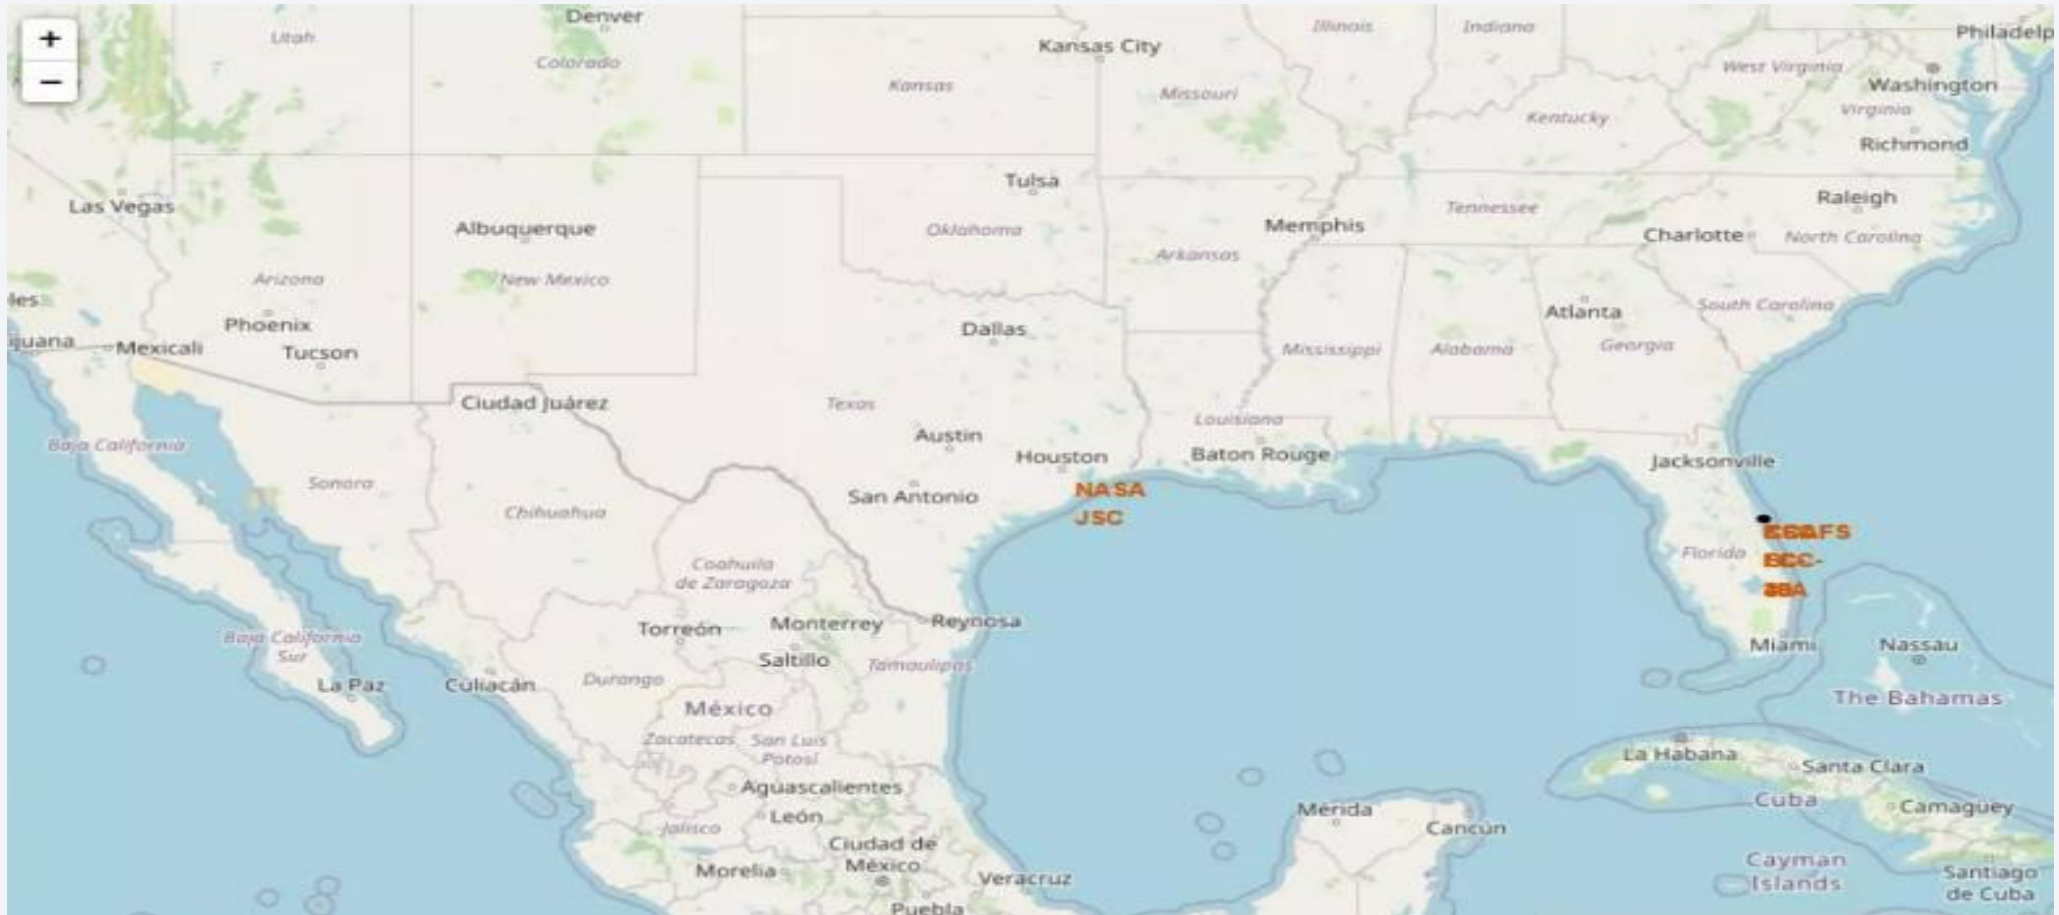 +
Denver
Philadelp
Utah
Illinois
Indiana
Kansas City
Colorado
West Virginia
−
Kansas
Washington
Missouri
Virginia
Kentucky
Richmond
Tulsa
Raleigh
Las Vegas
Tennessee
Memphis
Albuquerque
Oklahoma
Charlotte
North Carolina
Arkansas
Arizona
New Mexico
les
South Carolina
Atlanta
Phoenix
Dallas
ijuana
Mexicali
Georgia
Tucson
Mississippi
Alabama
Ciudad Juárez
Texas
Louisiana
Austin
Baja California
Baton Rouge
Houston
Jacksonville
Sonora
NASA
San Antonio
Chihuahua
JSC
Florida
Coahuila
de Zaragoza
Monterrey
Reynosa
Torreón
Baja California
Sur
Miami
Nassau
Saltillo
Tamaulipas
Durango
La Paz
Culiacán
The Bahamas
México
Zacatecas
San Luis
Potosí
La Habana
Santa Clara
Aguascalientes
Cuba
Camagüey
Mérida
León
Jalisco
Cancún
Ciudad de
México
Cayman
Islands
Morelia
Veracruz
Santiago
de Cuba
Puebla